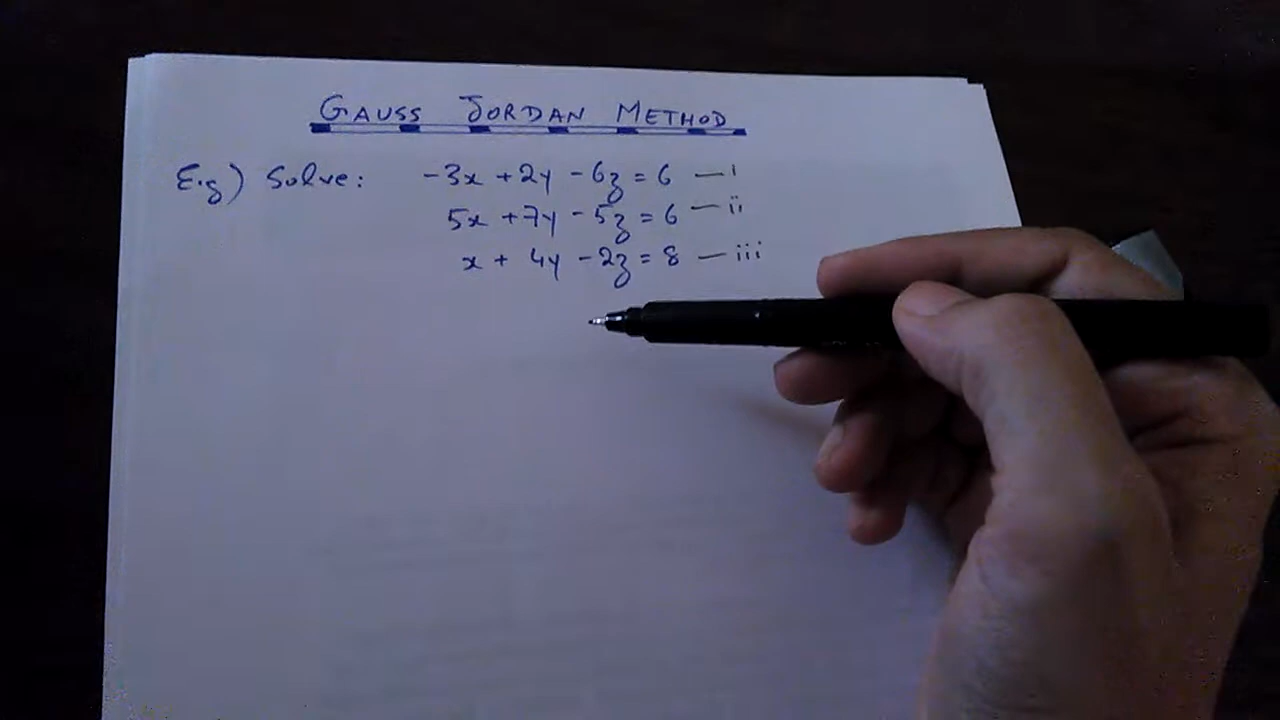 GAUSS JORDAN METHOD
E.g) Solve: -3x + 2y - 6z = 6 — i
5x + 7y - 5z = 6 — ii
x + 4y - 2z = 8 — iii